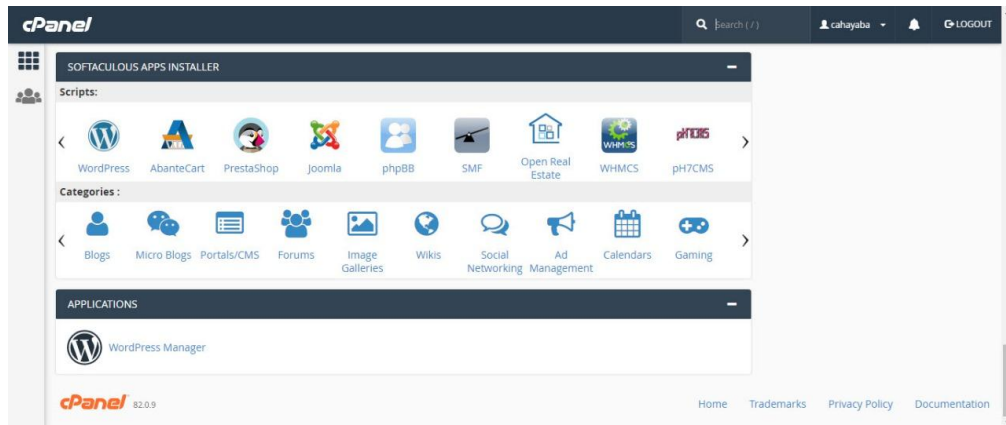 cPanel
Search ( / )
cahayaba
LOGOUT
SOFTACULOUS APPS INSTALLER
Scripts:
WordPress AbanteCart PrestaShop Joomla phpBB SMF Open Real Estate WHMCS pH7CMS
WHMCS
Categories :
Blogs Micro Blogs Portals/CMS Forums Image Galleries Wikis Social Networking Ad Management Calendars Gaming
APPLICATIONS
WordPress Manager
cPanel 82.0.9
Home Trademarks Privacy Policy Documentation